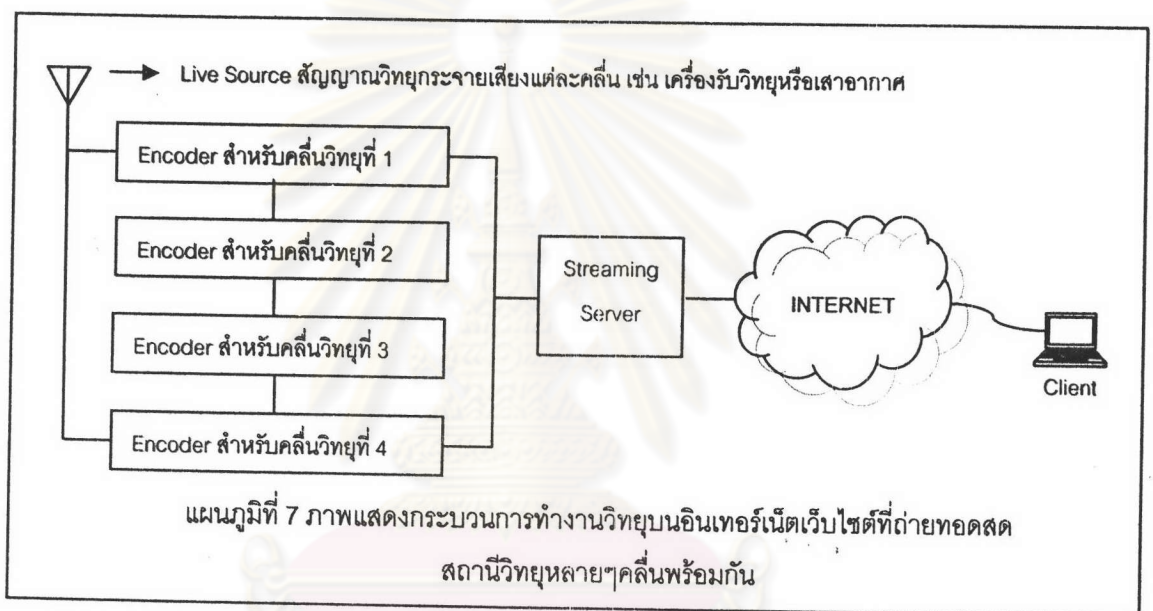 Live Source สัญญาณวิทยุกระจายเสียงแต่ละคลื่น เช่น เครื่องรับวิทยุหรือเสาอากาศ
Encoder สำหรับคลื่นวิทยุที่ 1
Encoder สำหรับคลื่นวิทยุที่ 2
Encoder สำหรับคลื่นวิทยุที่ 3
Encoder สำหรับคลื่นวิทยุที่ 4
Streaming
Server
INTERNET
Client
แผนภูมิที่ 7 ภาพแสดงกระบวนการทำงานวิทยุบนอินเทอร์เน็ตเว็บไซต์ที่ถ่ายทอดสด
สถานีวิทยุหลายๆคลื่นพร้อมกัน